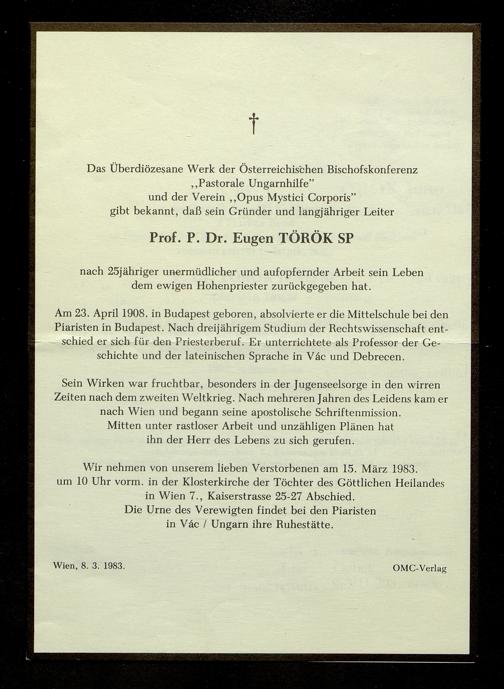 †
Das Überdiözesane Werk der Österreichischen Bischofskonferenz
,,Pastorale Ungarnhilfe"
und der Verein ,,Opus Mystici Corporis"
gibt bekannt, daß sein Gründer und langjähriger Leiter
Prof. P. Dr. Eugen TÖRÖK SP
nach 25jähriger unermüdlicher und aufopfernder Arbeit sein Leben
dem ewigen Hohenpriester zurückgegeben hat.
Am 23. April 1908. in Budapest geboren, absolvierte er die Mittelschule bei den
Piaristen in Budapest. Nach dreijährigem Studium der Rechtswissenschaft ent-
schied er sich für den Priesterberuf. Er unterrichtete als Professor der Ge-
schichte und der lateinischen Sprache in Vác und Debrecen.
Sein Wirken war fruchtbar, besonders in der Jugenseelsorge in den wirren
Zeiten nach dem zweiten Weltkrieg. Nach mehreren Jahren des Leidens kam er
nach Wien und begann seine apostolische Schriftenmission.
Mitten unter rastloser Arbeit und unzähligen Plänen hat
ihn der Herr des Lebens zu sich gerufen.
Wir nehmen von unserem lieben Verstorbenen am 15. März 1983.
um 10 Uhr vorm. in der Klosterkirche der Töchter des Göttlichen Heilandes
in Wien 7., Kaiserstrasse 25-27 Abschied.
Die Urne des Verewigten findet bei den Piaristen
in Vác / Ungarn ihre Ruhestätte.
Wien, 8. 3. 1983.
OMC-Verlag